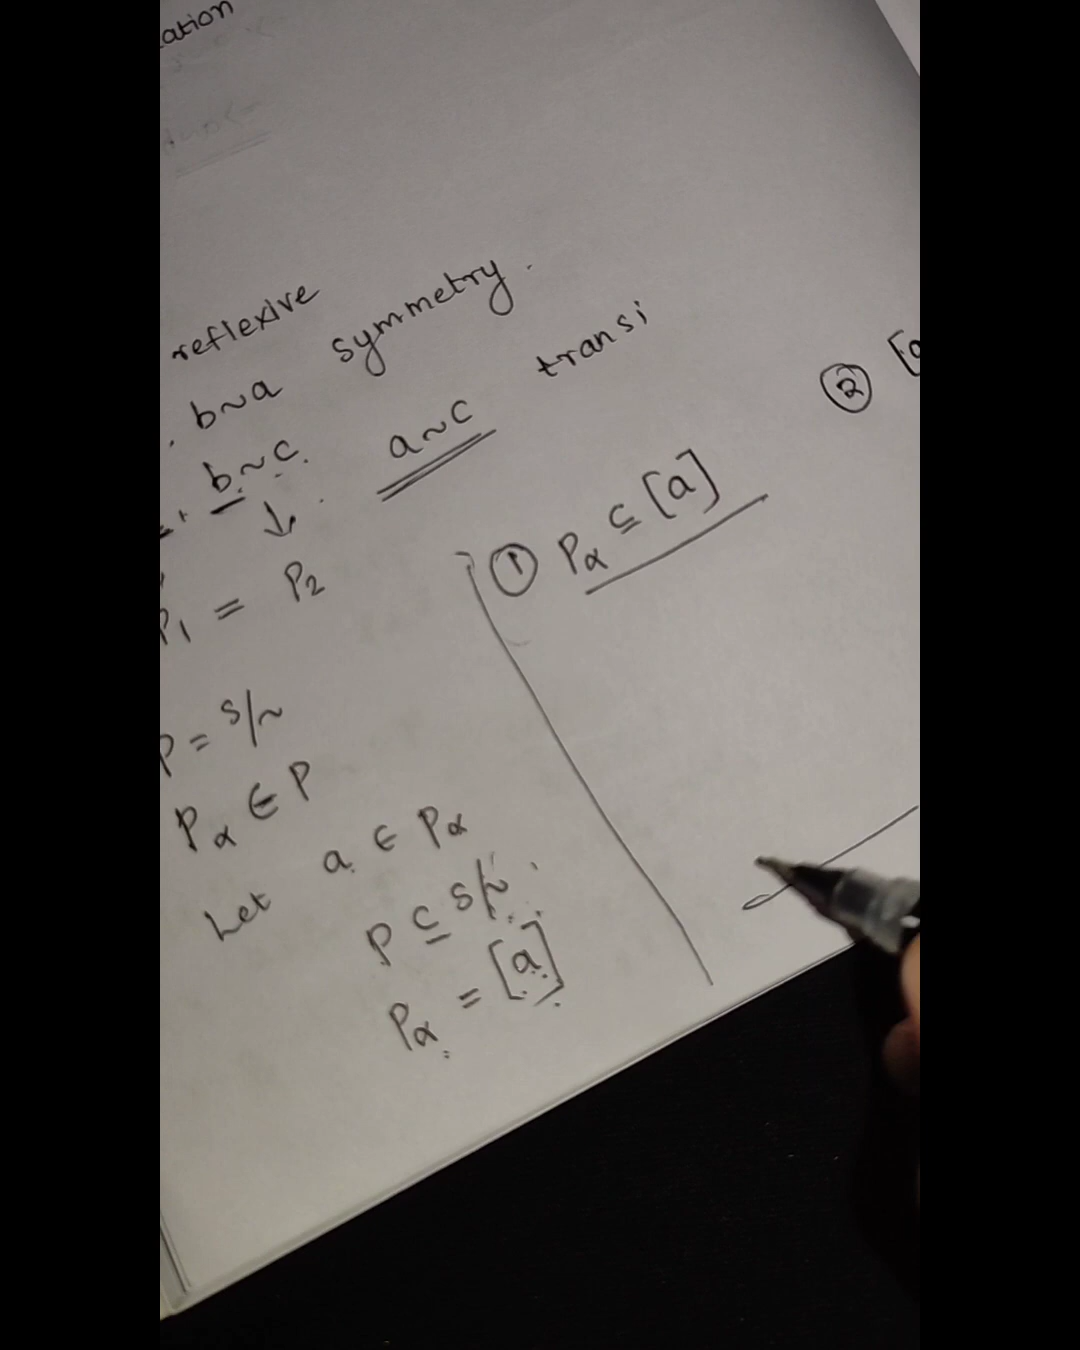 ation
reflexive
. b~a symmetry.
b~c. a~c transi
P₁ = P₂
P = S/~
Pα ∈ P
Let a ∈ Pα
P ⊆ S/~.
Pα = [a]
① Pα ⊆ [a]
② [a